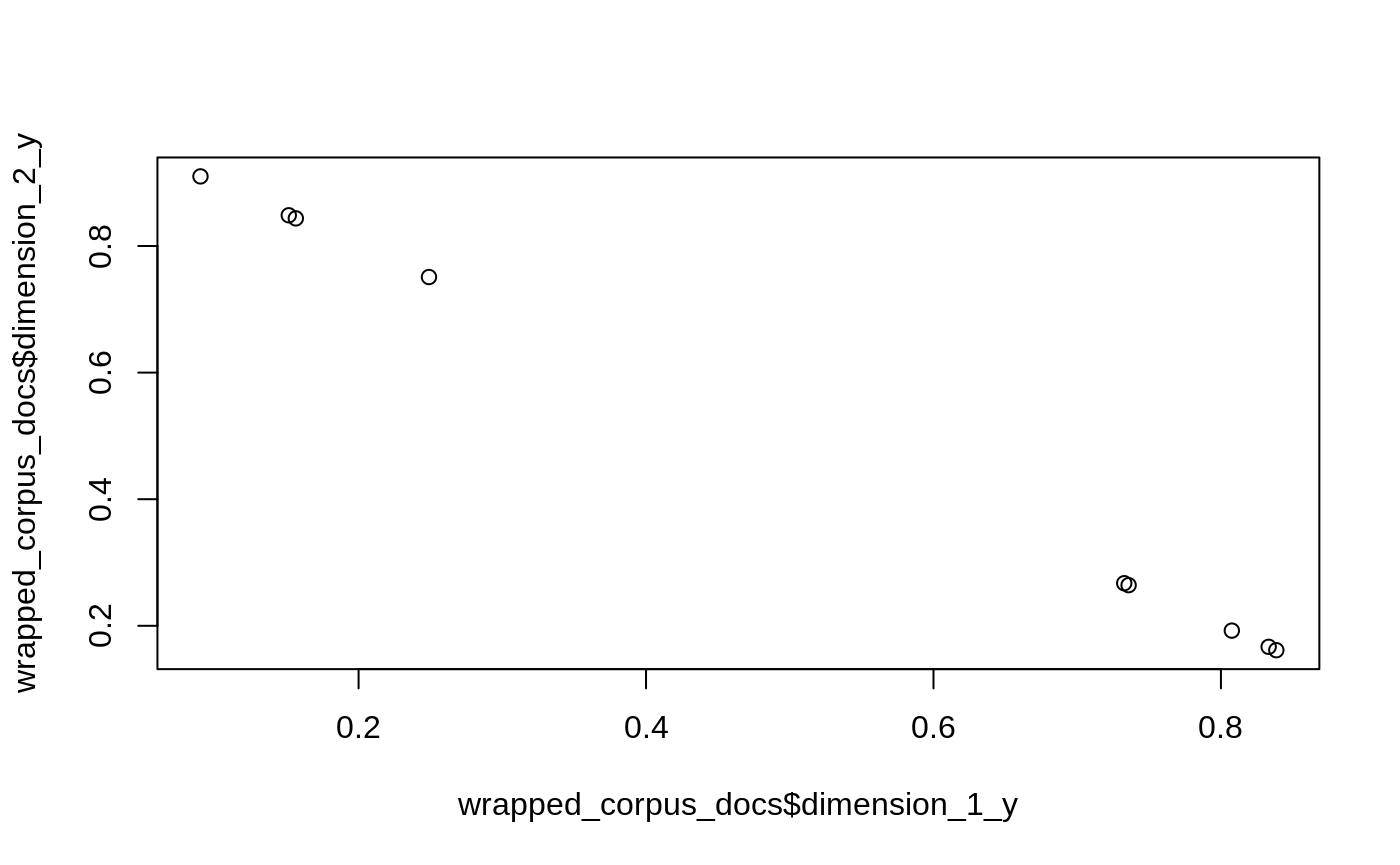 wrapped_corpus_docs$dimension_2_y
0.8
0.6
0.4
0.2
0.2 0.4 0.6 0.8
wrapped_corpus_docs$dimension_1_y